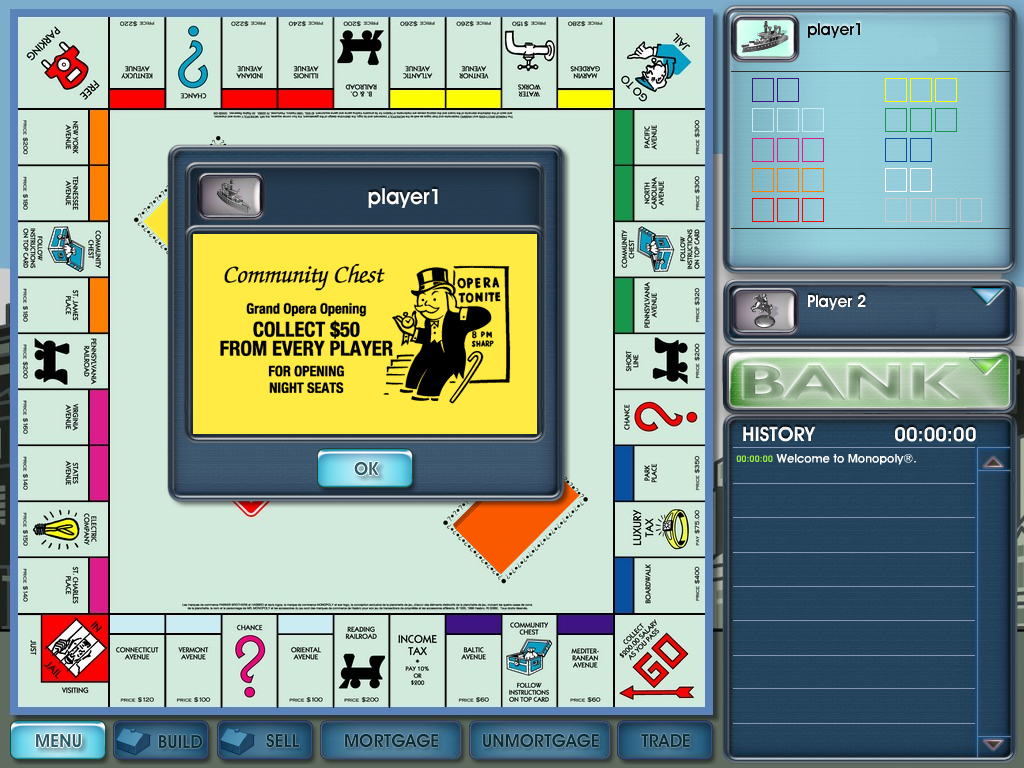 FREE
PARKING
KENTUCKY
AVENUE
PRICE $220
CHANCE
INDIANA
AVENUE
PRICE $220
ILLINOIS
AVENUE
PRICE $240
B. & O.
RAILROAD
PRICE $200
ATLANTIC
AVENUE
PRICE $260
VENTNOR
AVENUE
PRICE $260
WATER
WORKS
PRICE $150
MARVIN
GARDENS
PRICE $280
GO TO
JAIL
NEW YORK
AVENUE
PRICE $200
TENNESSEE
AVENUE
PRICE $180
COMMUNITY
CHEST
FOLLOW
INSTRUCTIONS
ON TOP CARD
ST. JAMES
PLACE
PRICE $180
PENNSYLVANIA
RAILROAD
PRICE $200
VIRGINIA
AVENUE
PRICE $160
STATES
AVENUE
PRICE $140
ELECTRIC
COMPANY
PRICE $150
ST. CHARLES
PLACE
PRICE $140
PACIFIC
AVENUE
PRICE $300
NORTH
CAROLINA
AVENUE
PRICE $300
COMMUNITY
CHEST
FOLLOW
INSTRUCTIONS
ON TOP CARD
PENNSYLVANIA
AVENUE
PRICE $320
SHORT
LINE
PRICE $200
CHANCE
PARK
PLACE
PRICE $350
LUXURY
TAX
PAY $75.00
BOARDWALK
PRICE $400
player1
Community Chest
Grand Opera Opening
COLLECT $50
FROM EVERY PLAYER
FOR OPENING
NIGHT SEATS
OPERA
TONITE
8 PM
SHARP
OK
JUST
IN
JAIL
VISITING
CONNECTICUT
AVENUE
PRICE $120
VERMONT
AVENUE
PRICE $100
CHANCE
ORIENTAL
AVENUE
PRICE $100
READING
RAILROAD
PRICE $200
INCOME
TAX
PAY 10%
OR
$200
BALTIC
AVENUE
PRICE $60
COMMUNITY
CHEST
FOLLOW
INSTRUCTIONS
ON TOP CARD
MEDITER-
RANEAN
AVENUE
PRICE $60
COLLECT
$200.00 SALARY
AS YOU PASS
GO
MENU
BUILD
SELL
MORTGAGE
UNMORTGAGE
TRADE
player1
Player 2
BANK
HISTORY 00:00:00
00:00:00 Welcome to Monopoly®.